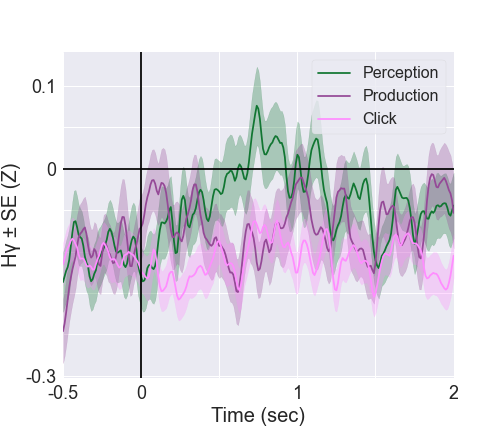 Perception
Production
Click
0.1
0
-0.3
Hγ ± SE (Z)
-0.5
0
1
2
Time (sec)